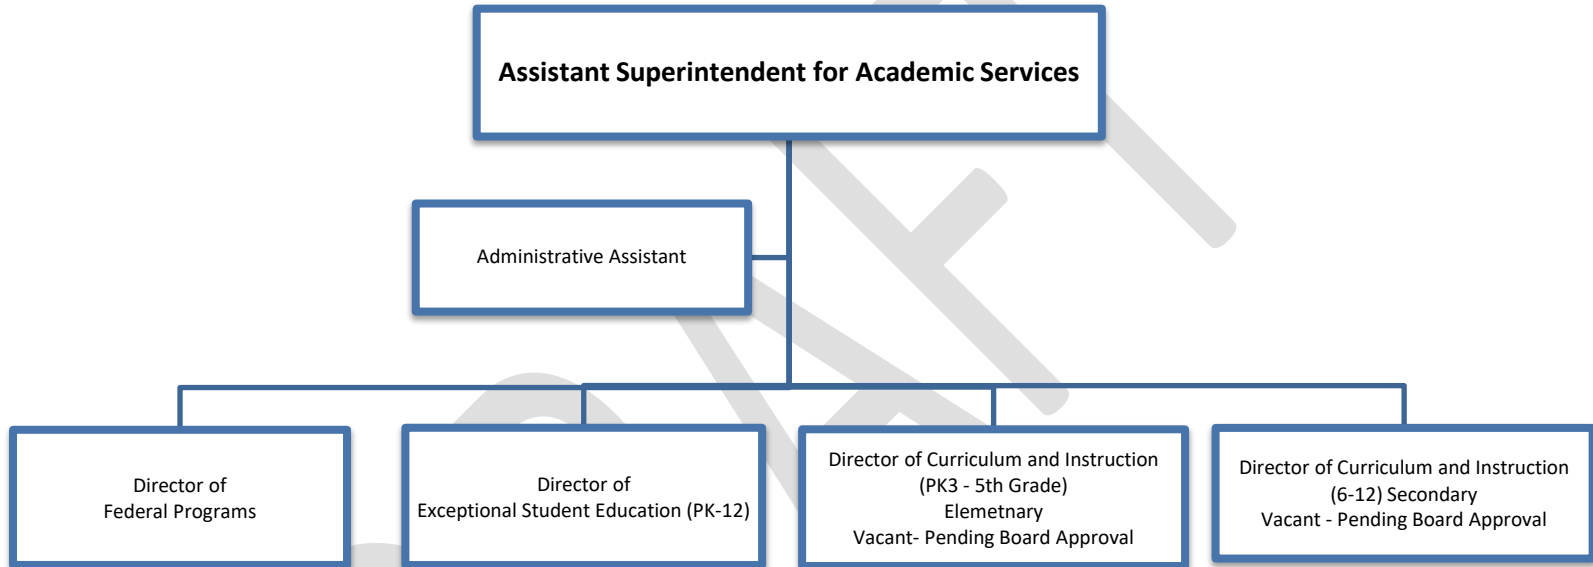 Assistant Superintendent for Academic Services
Administrative Assistant
Director of
Federal Programs
Director of
Exceptional Student Education (PK-12)
Director of Curriculum and Instruction
(PK3 - 5th Grade)
Elemetnary
Vacant- Pending Board Approval
Director of Curriculum and Instruction
(6-12) Secondary
Vacant - Pending Board Approval